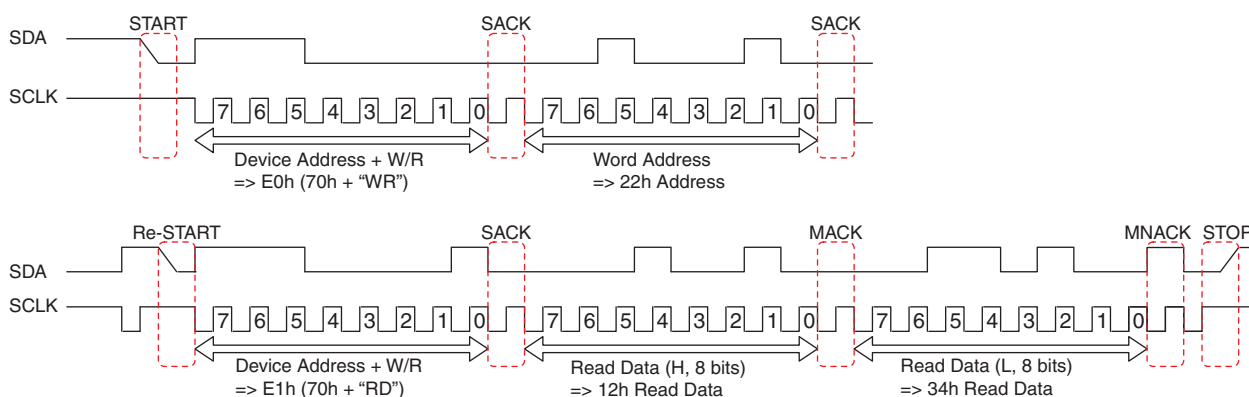 START SACK SACK
SDA
SCLK
7 6 5 4 3 2 1 0 7 6 5 4 3 2 1 0
Device Address + W/R
=> E0h (70h + “WR”)
Word Address
=> 22h Address
Re-START SACK MACK MNACK STOP
SDA
SCLK
7 6 5 4 3 2 1 0 7 6 5 4 3 2 1 0 7 6 5 4 3 2 1 0
Device Address + W/R
=> E1h (70h + “RD”)
Read Data (H, 8 bits)
=> 12h Read Data
Read Data (L, 8 bits)
=> 34h Read Data